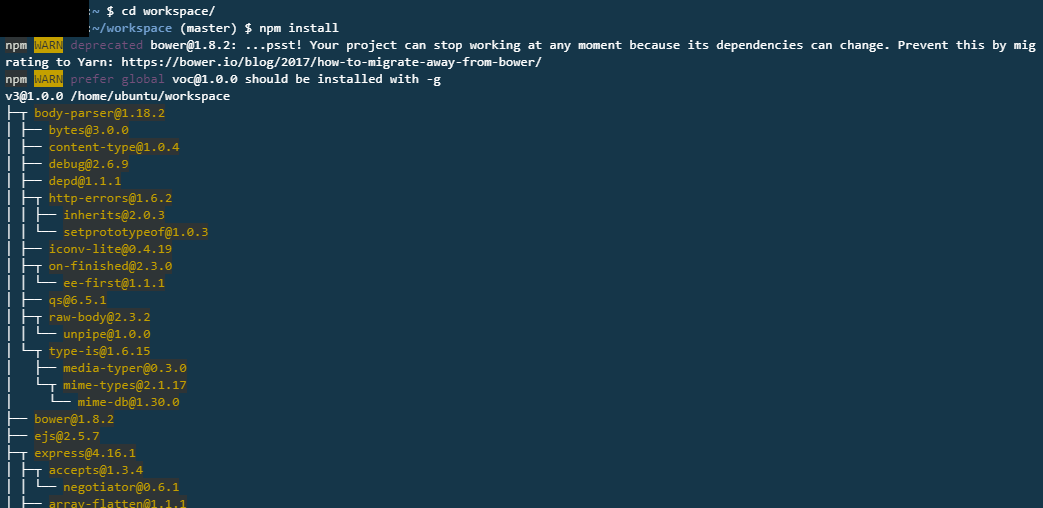 :~ $ cd workspace/
:~/workspace (master) $ npm install
npm WARN deprecated bower@1.8.2: ...psst! Your project can stop working at any moment because its dependencies can change. Prevent this by mig
rating to Yarn: https://bower.io/blog/2017/how-to-migrate-away-from-bower/
npm WARN prefer global voc@1.0.0 should be installed with -g
v3@1.0.0 /home/ubuntu/workspace
├─┬ body-parser@1.18.2
│ ├── bytes@3.0.0
│ ├── content-type@1.0.4
│ ├── debug@2.6.9
│ ├── depd@1.1.1
│ ├─┬ http-errors@1.6.2
│ │ ├── inherits@2.0.3
│ │ └── setprototypeof@1.0.3
│ ├── iconv-lite@0.4.19
│ ├─┬ on-finished@2.3.0
│ │ └── ee-first@1.1.1
│ ├── qs@6.5.1
│ ├─┬ raw-body@2.3.2
│ │ └── unpipe@1.0.0
│ └─┬ type-is@1.6.15
│   ├── media-typer@0.3.0
│   └─┬ mime-types@2.1.17
│     └── mime-db@1.30.0
├── bower@1.8.2
├── ejs@2.5.7
├─┬ express@4.16.1
│ ├─┬ accepts@1.3.4
│ │ └── negotiator@0.6.1
│ ├── array-flatten@1.1.1